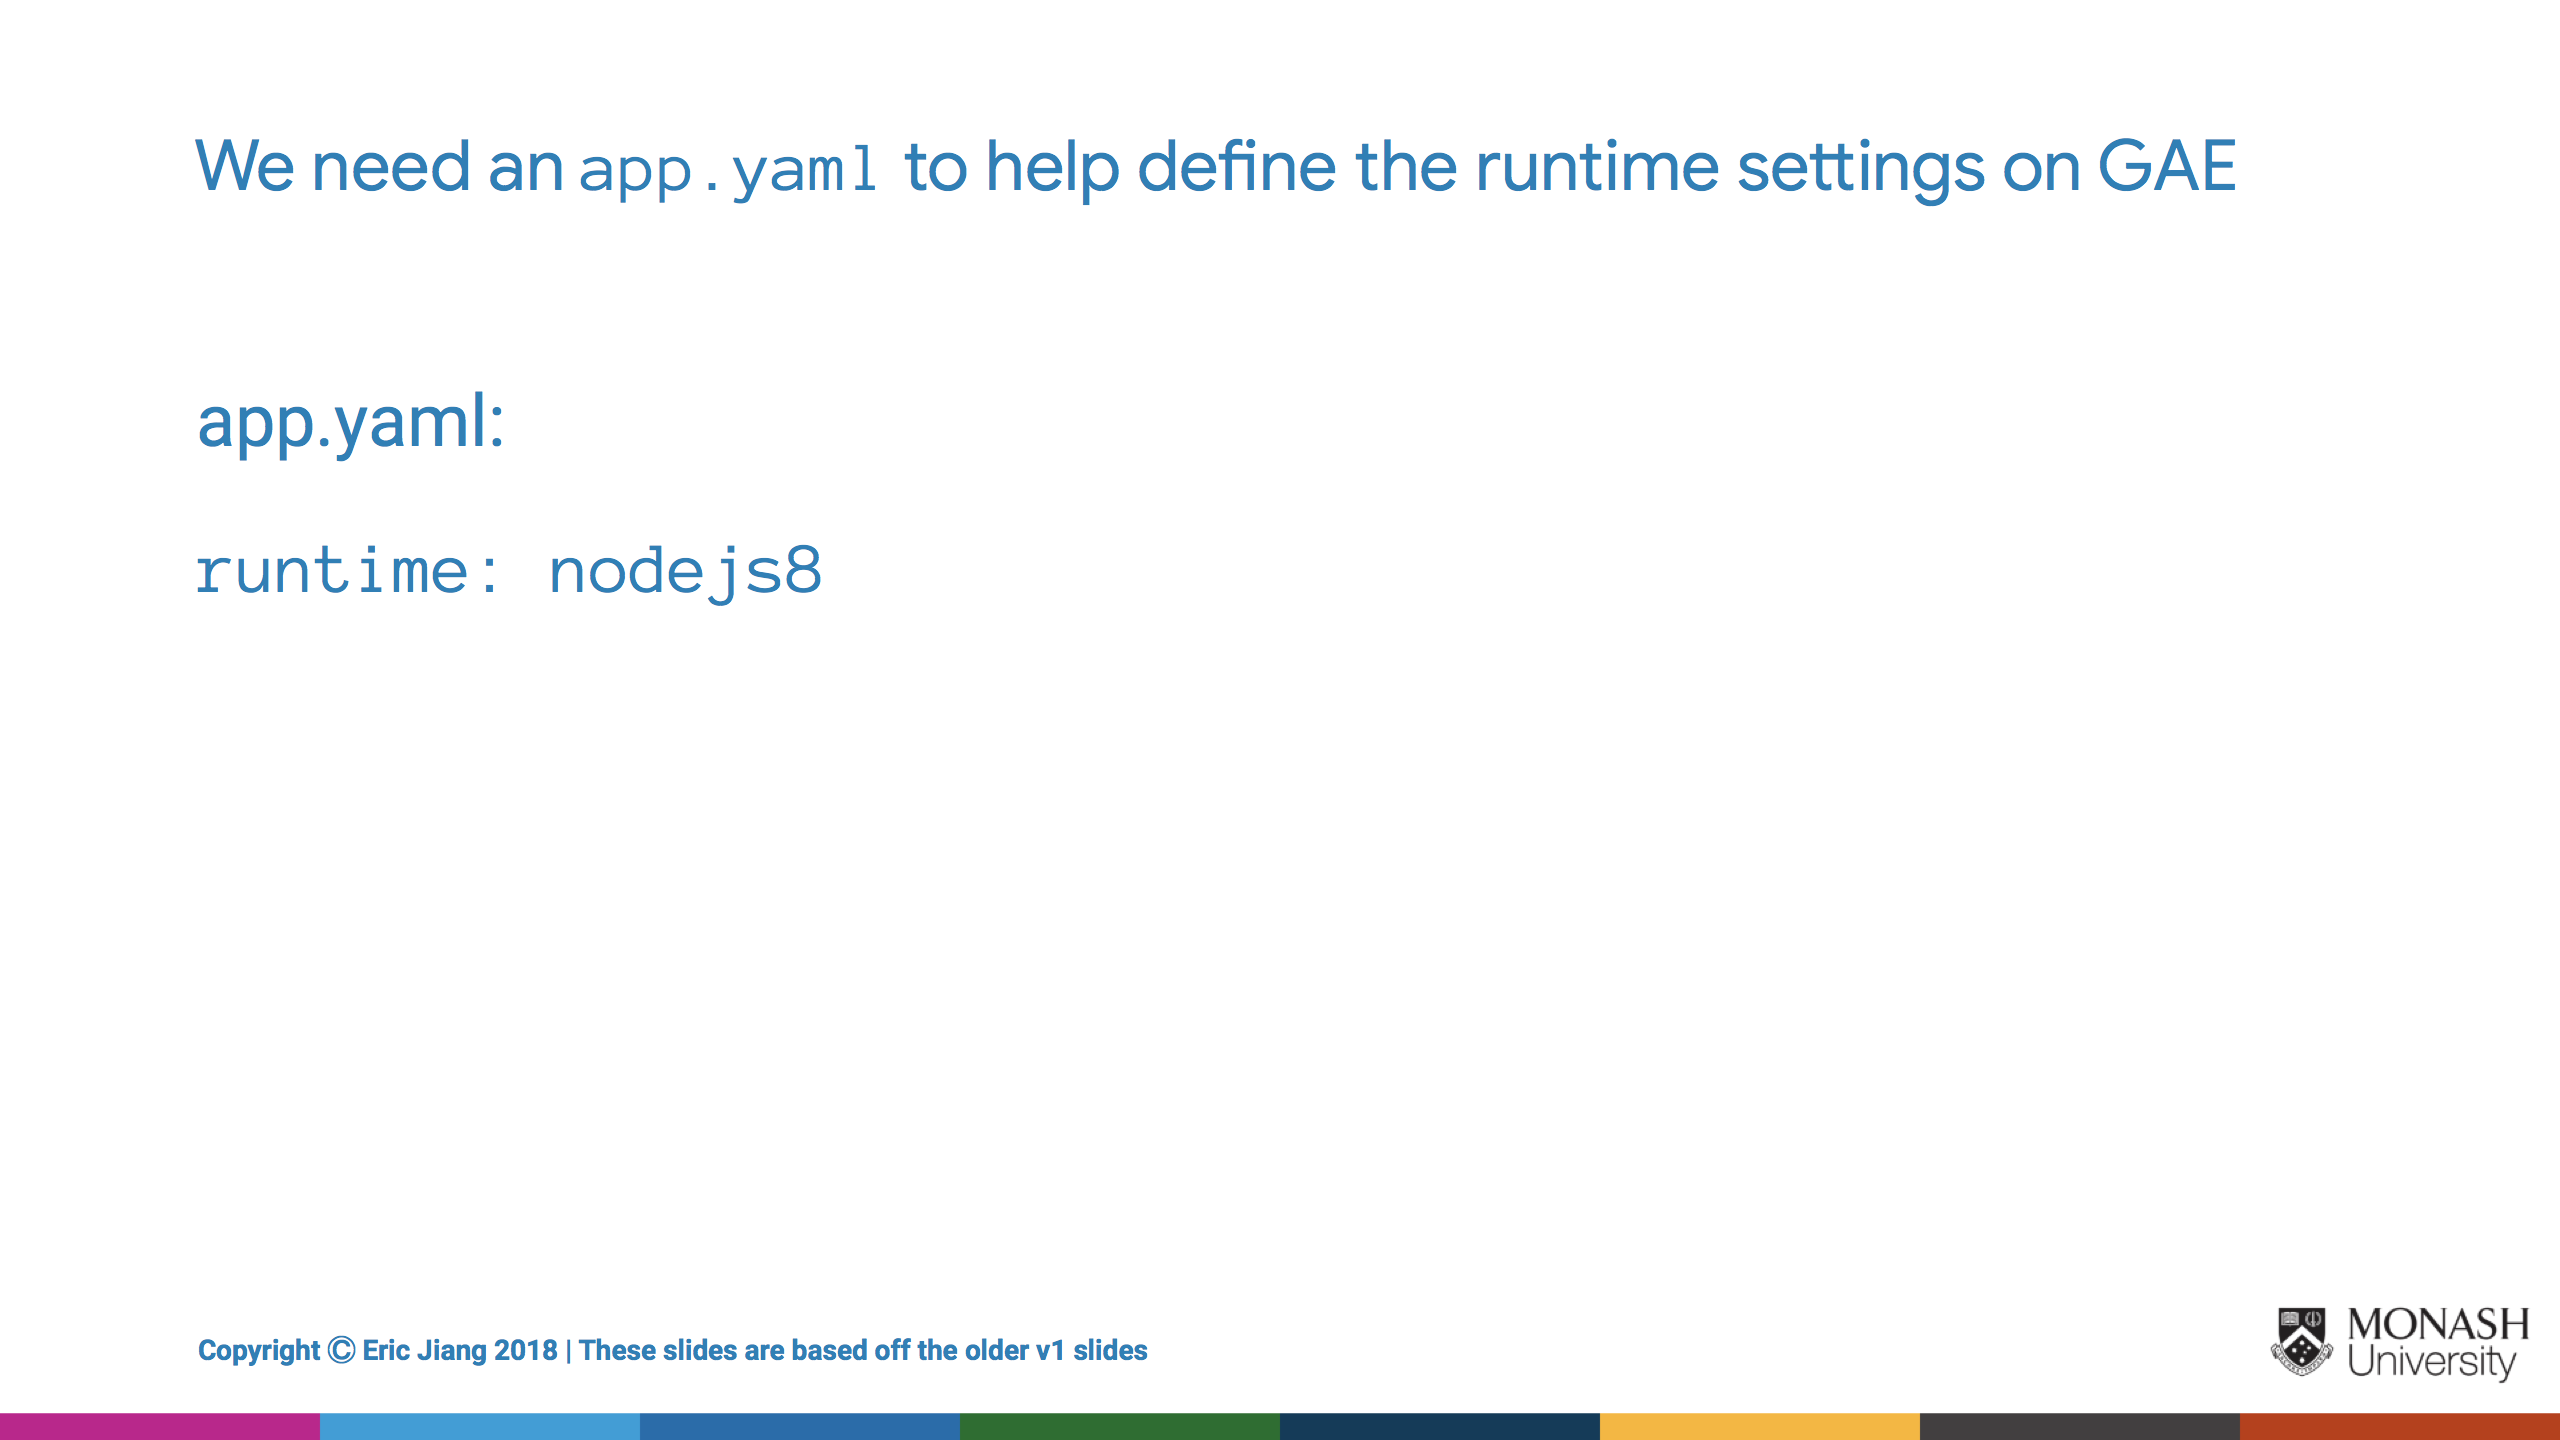 We need an app.yaml to help define the runtime settings on GAE
app.yaml:
runtime: nodejs8
Copyright Ⓒ Eric Jiang 2018 | These slides are based off the older v1 slides
MONASH
University